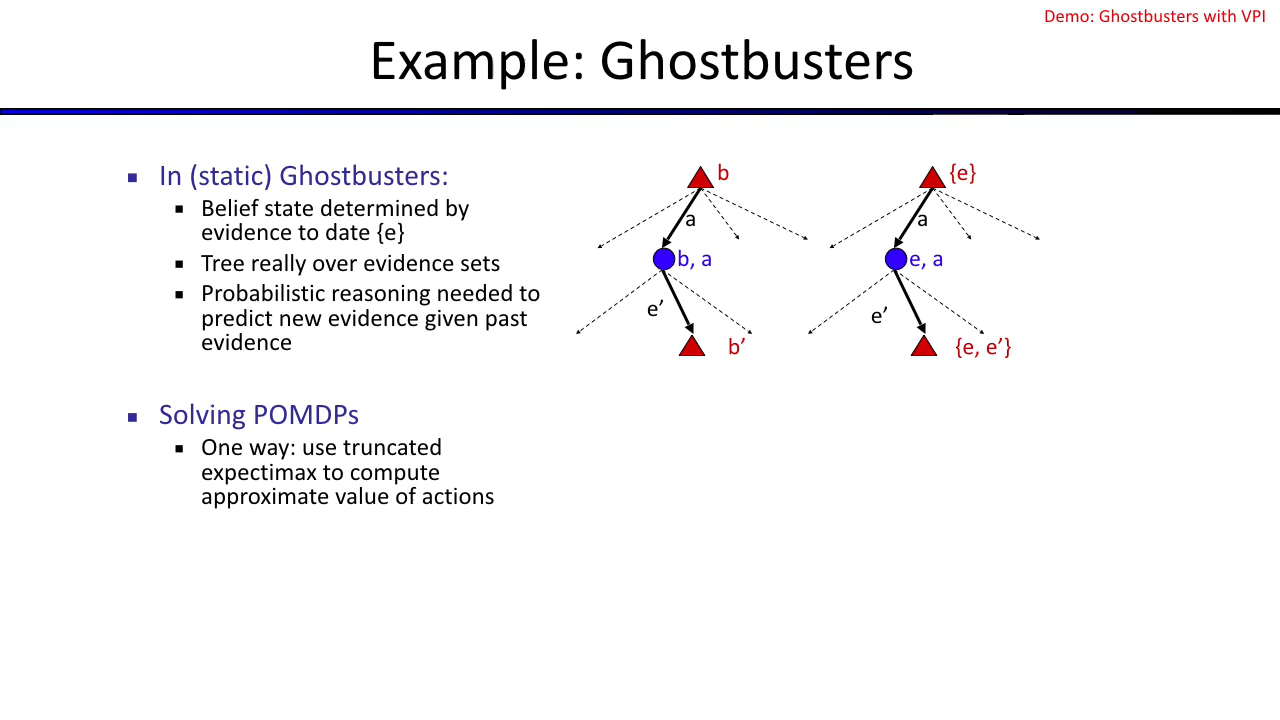 Demo: Ghostbusters with VPI
Example: Ghostbusters
In (static) Ghostbusters:
Belief state determined by
evidence to date {e}
Tree really over evidence sets
Probabilistic reasoning needed to
predict new evidence given past
evidence
Solving POMDPs
One way: use truncated
expectimax to compute
approximate value of actions
b
a
b, a
e’
b’
{e}
a
e, a
e’
{e, e’}